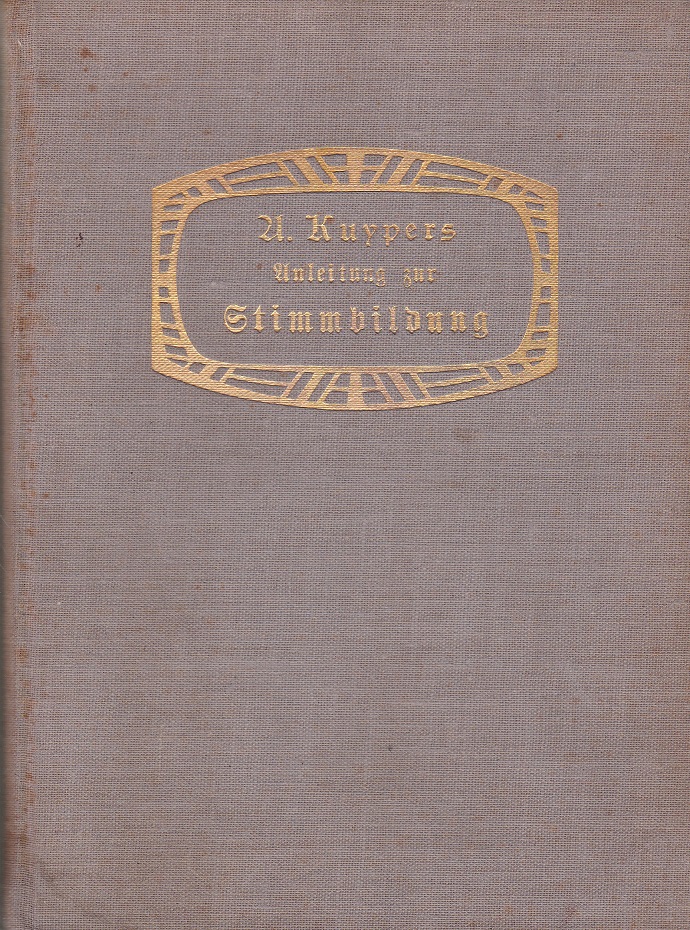 A. Kuypers
Anleitung zur
Stimmbildung